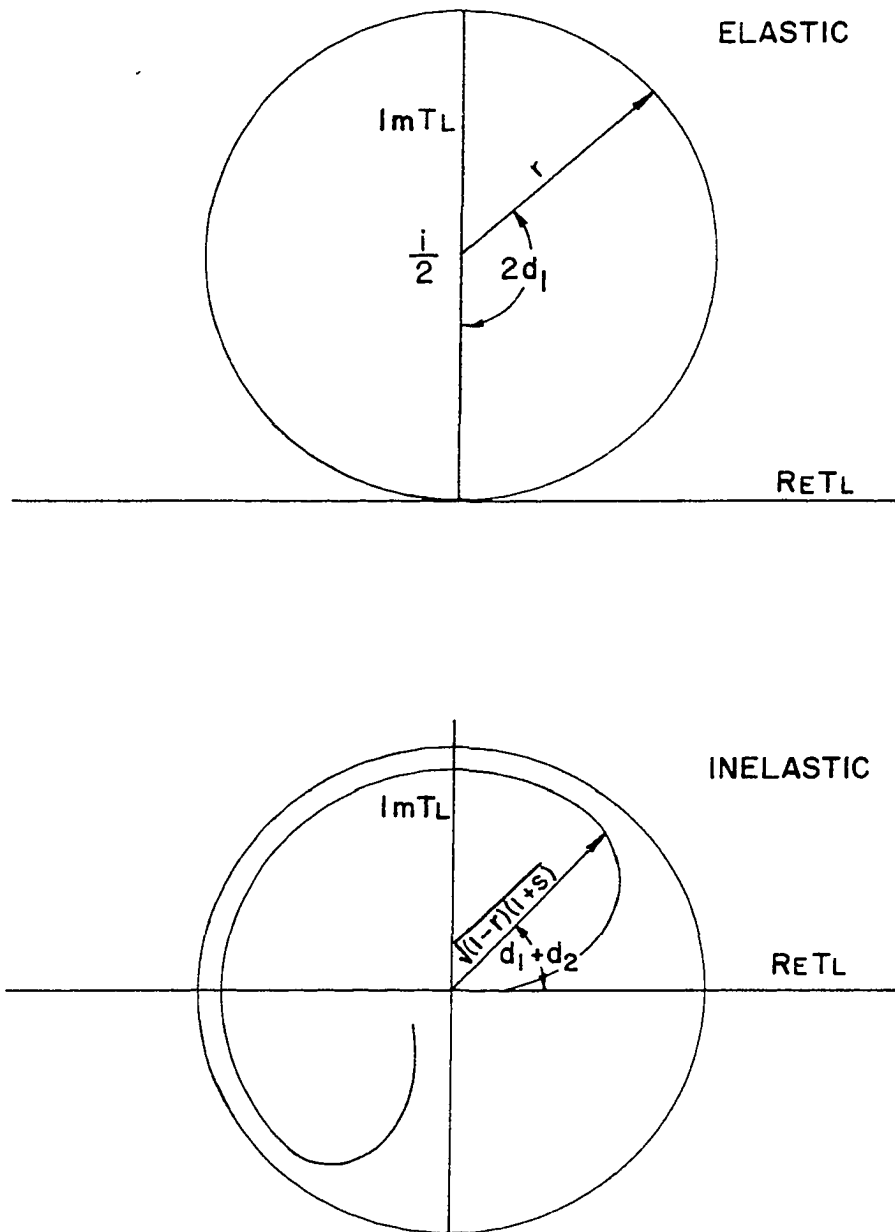 ELASTIC
ImTL
r
i/2
2d₁
RETL
INELASTIC
ImTL
√(1-r)(1+s)
d₁+d₂
RETL